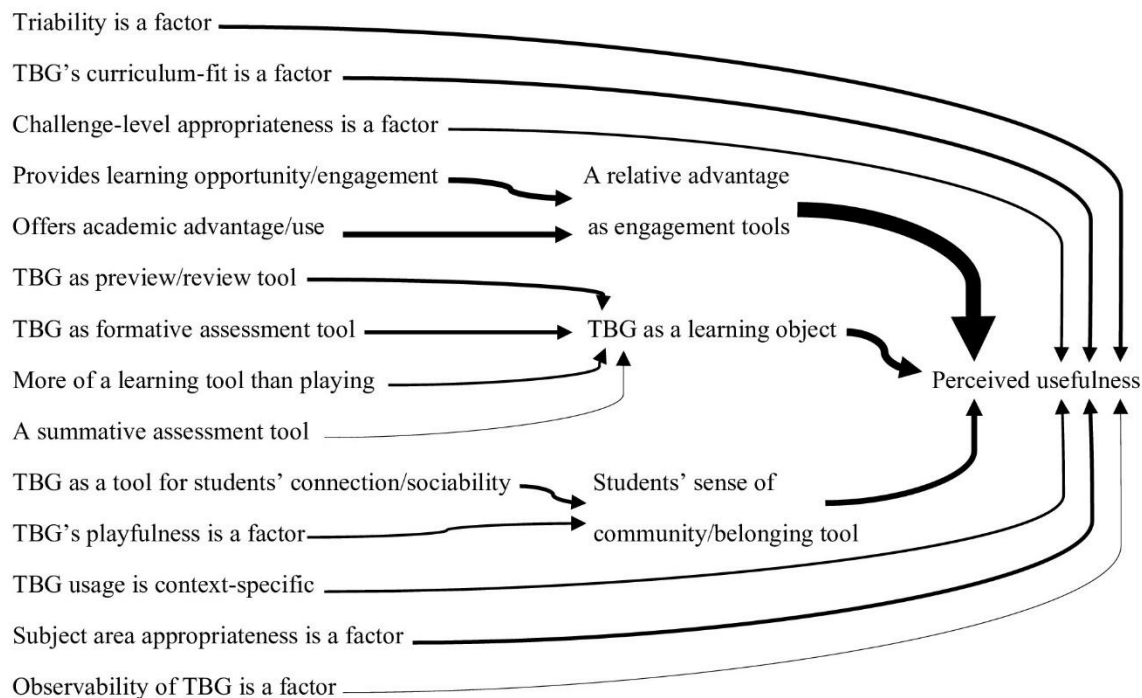 Triability is a factor
TBG's curriculum-fit is a factor
Challenge-level appropriateness is a factor
Provides learning opportunity/engagement
A relative advantage
Offers academic advantage/use
as engagement tools
TBG as preview/review tool
TBG as formative assessment tool
TBG as a learning object
More of a learning tool than playing
Perceived usefulness
A summative assessment tool
TBG as a tool for students' connection/sociability
Students' sense of
TBG's playfulness is a factor
community/belonging tool
TBG usage is context-specific
Subject area appropriateness is a factor
Observability of TBG is a factor